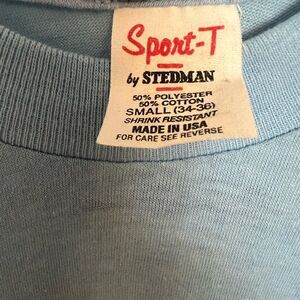 Sport-T
by STEDMAN
50% POLYESTER
50% COTTON
SMALL (34-36)
SHRINK RESISTANT
MADE IN USA
FOR CARE SEE REVERSE